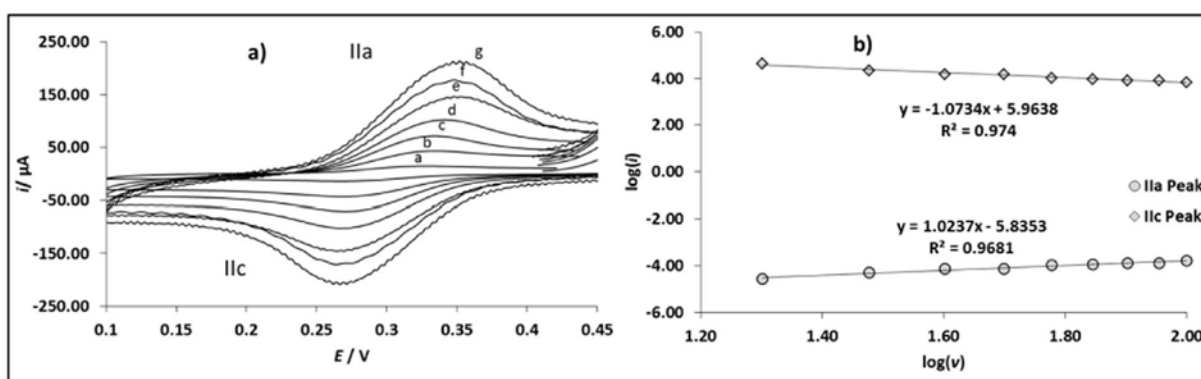 a)
IIa
g
f
e
d
c
b
a
IIc
250.00
150.00
50.00
-50.00
-150.00
-250.00
i/ µA
0.1
0.15
0.2
0.25
0.3
0.35
0.4
0.45
E / V
b)
6.00
4.00
2.00
0.00
-2.00
-4.00
-6.00
log(i)
y = -1.0734x + 5.9638
R² = 0.974
y = 1.0237x - 5.8353
R² = 0.9681
IIa Peak
IIc Peak
1.20
1.40
1.60
1.80
2.00
log(v)